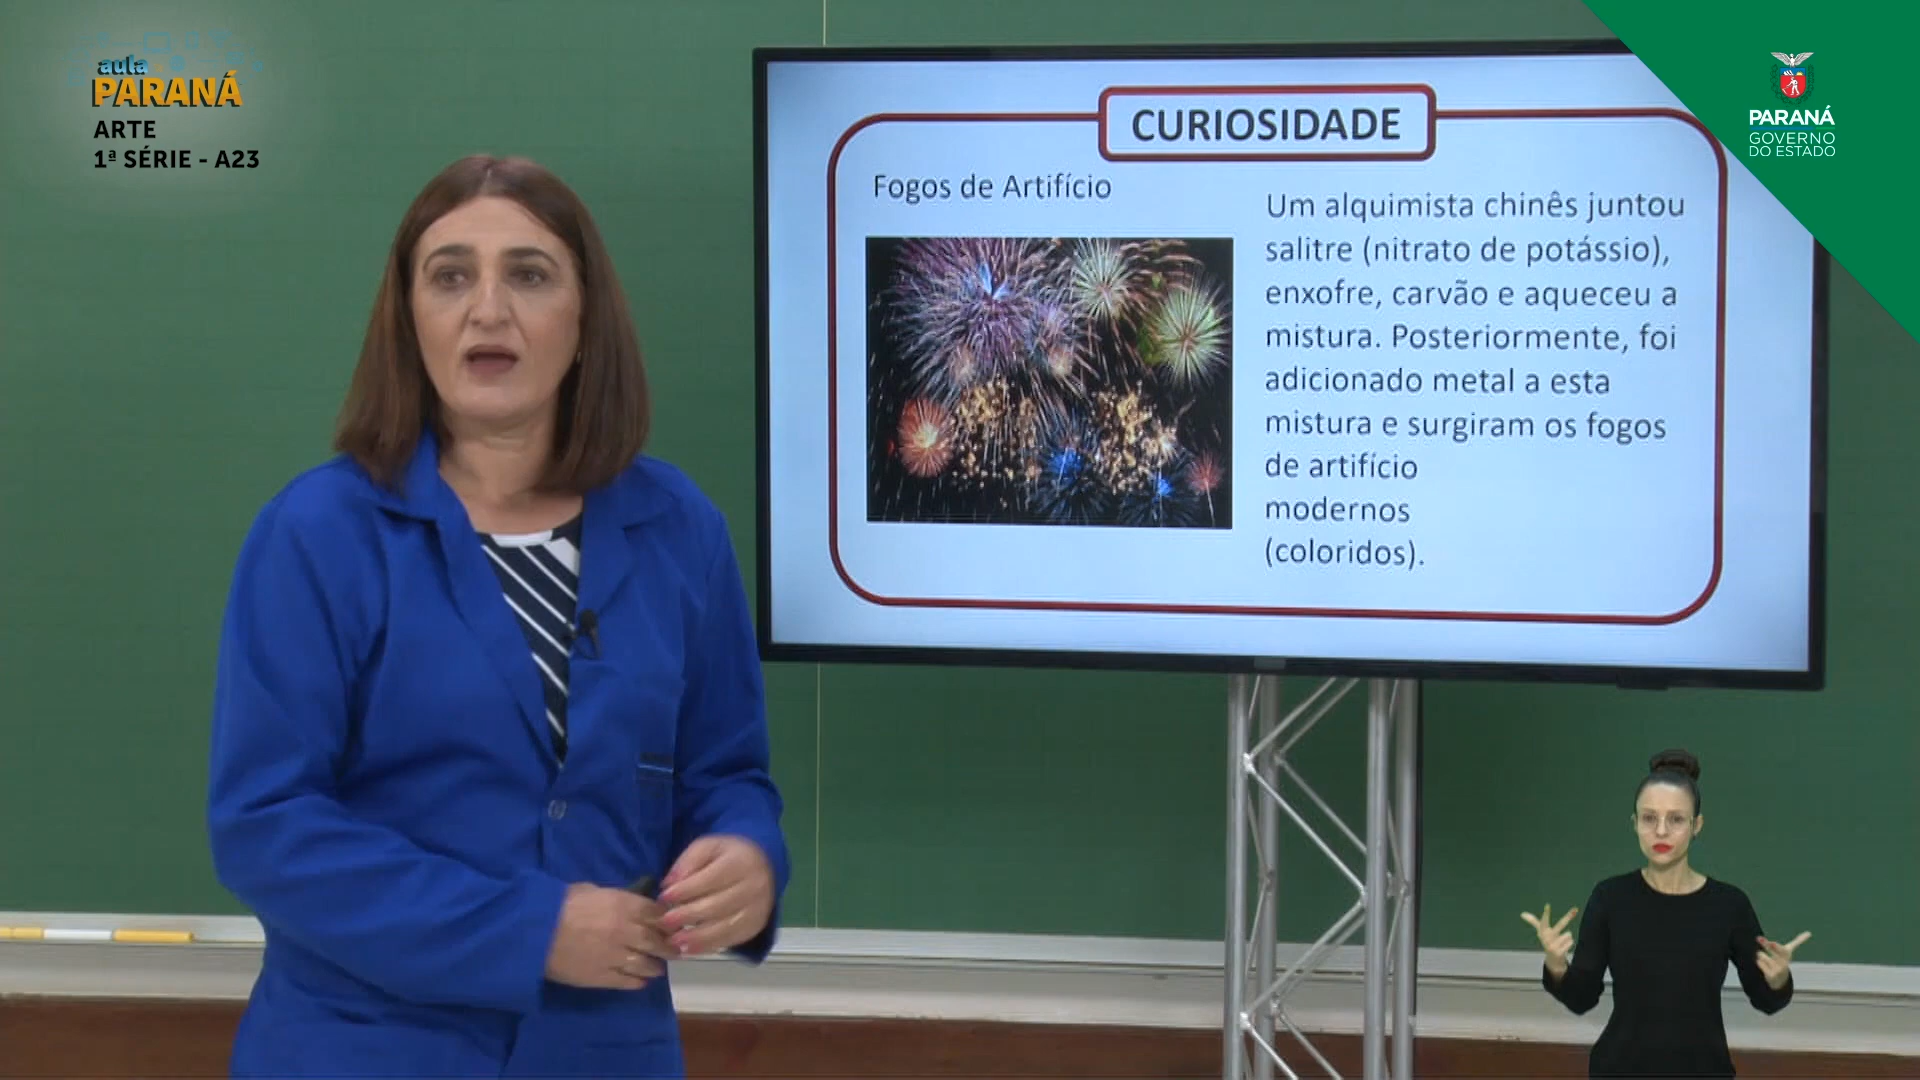 aula
PARANÁ
ARTE
1ª SÉRIE - A23
CURIOSIDADE
Fogos de Artifício
Um alquimista chinês juntou
salitre (nitrato de potássio),
enxofre, carvão e aqueceu a
mistura. Posteriormente, foi
adicionado metal a esta
mistura e surgiram os fogos
de artifício
modernos
(coloridos).
PARANÁ
GOVERNO
DO ESTADO